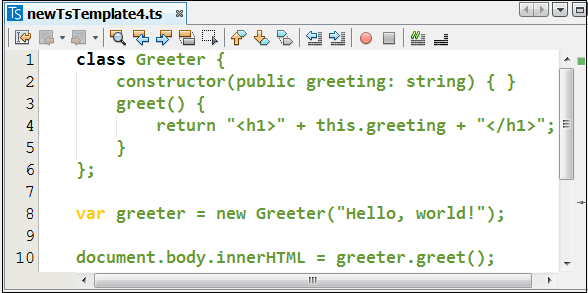 TS newTsTemplate4.ts
1 class Greeter {
2 constructor(public greeting: string) { }
3 greet() {
4 return "<h1>" + this.greeting + "</h1>";
5 }
6 };
7
8 var greeter = new Greeter("Hello, world!");
9
10 document.body.innerHTML = greeter.greet();